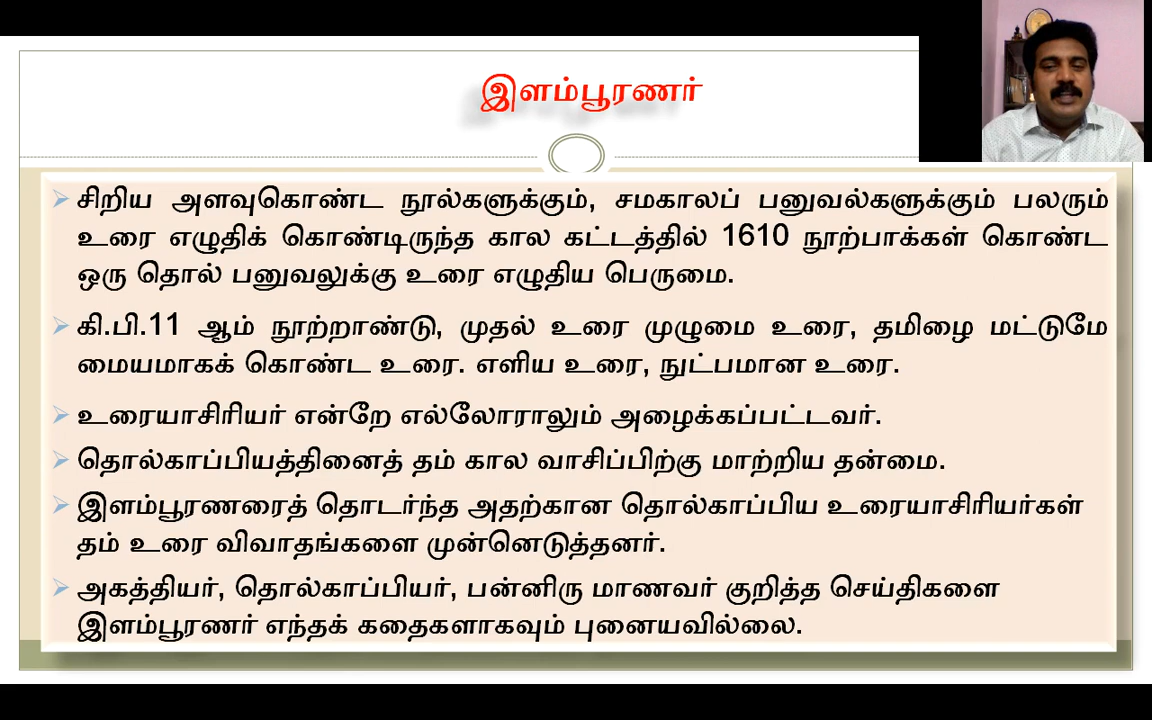 இளம்பூரணர்
சிறிய அளவுகொண்ட நூல்களுக்கும், சமகாலப் பனுவல்களுக்கும் பலரும்
உரை எழுதிக் கொண்டிருந்த கால கட்டத்தில் 1610 நூற்பாக்கள் கொண்ட
ஒரு தொல் பனுவலுக்கு உரை எழுதிய பெருமை.
கி.பி.11 ஆம் நூற்றாண்டு, முதல் உரை முழுமை உரை, தமிழை மட்டுமே
மையமாகக் கொண்ட உரை. எளிய உரை, நுட்பமான உரை.
உரையாசிரியர் என்றே எல்லோராலும் அழைக்கப்பட்டவர்.
தொல்காப்பியத்தினைத் தம் கால வாசிப்பிற்கு மாற்றிய தன்மை.
இளம்பூரணரைத் தொடர்ந்த அதற்கான தொல்காப்பிய உரையாசிரியர்கள்
தம் உரை விவாதங்களை முன்னெடுத்தனர்.
அகத்தியர், தொல்காப்பியர், பன்னிரு மாணவர் குறித்த செய்திகளை
இளம்பூரணர் எந்தக் கதைகளாகவும் புனையவில்லை.